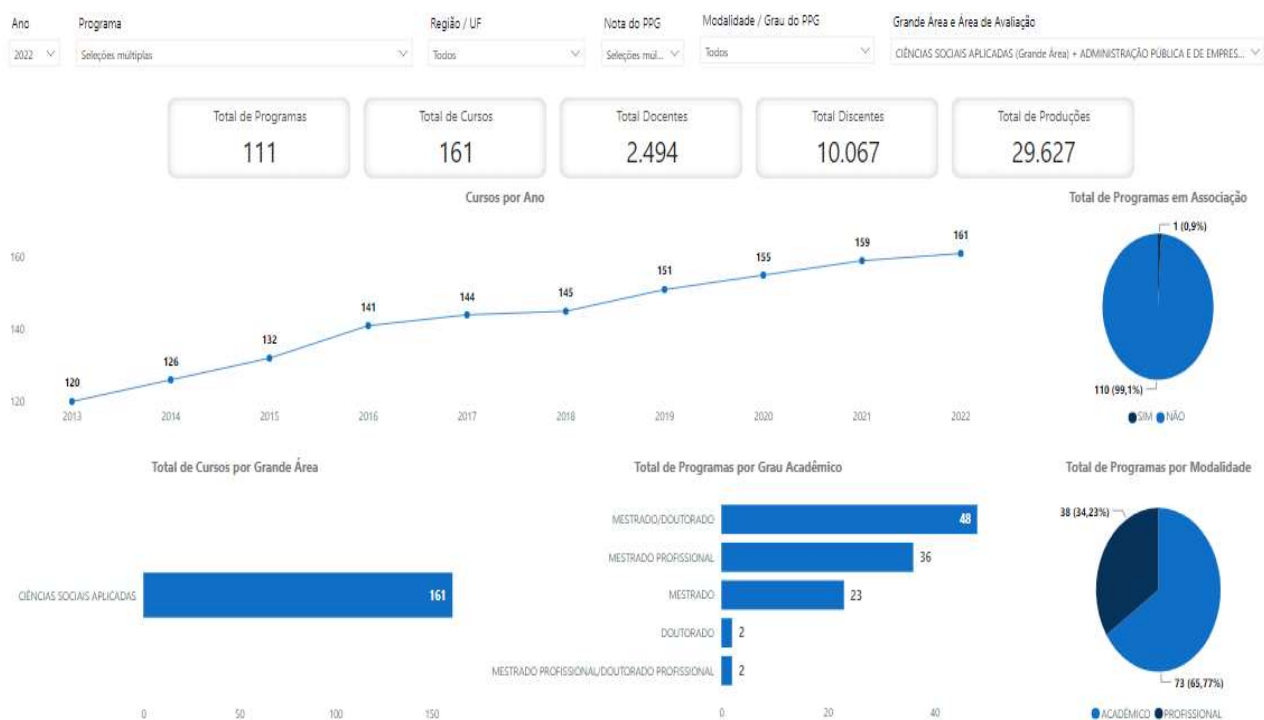 Ano Programa Região / UF Nota do PPG Modalidade / Grau do PPG Grande Área e Área de Avaliação
2022 Seleções múltiplas Todos Seleções múl... Todos CIÊNCIAS SOCIAIS APLICADAS (Grande Área) + ADMINISTRAÇÃO PÚBLICA E DE EMPRES...
Total de Programas Total de Cursos Total Docentes Total Discentes Total de Produções
111 161 2.494 10.067 29.627
Cursos por Ano
160
140
120
120 126 132 141 144 145 151 155 159 161
2013 2014 2015 2016 2017 2018 2019 2020 2021 2022
Total de Programas em Associação
1 (0,9%)
110 (99,1%)
SIM NÃO
Total de Cursos por Grande Área
CIÊNCIAS SOCIAIS APLICADAS 161
0 50 100 150
Total de Programas por Grau Acadêmico
MESTRADO/DOUTORADO 48
MESTRADO PROFISSIONAL 36
MESTRADO 23
DOUTORADO 2
MESTRADO PROFISSIONAL/DOUTORADO PROFISSIONAL 2
0 20 40
Total de Programas por Modalidade
38 (34,23%)
73 (65,77%)
ACADÊMICO PROFISSIONAL